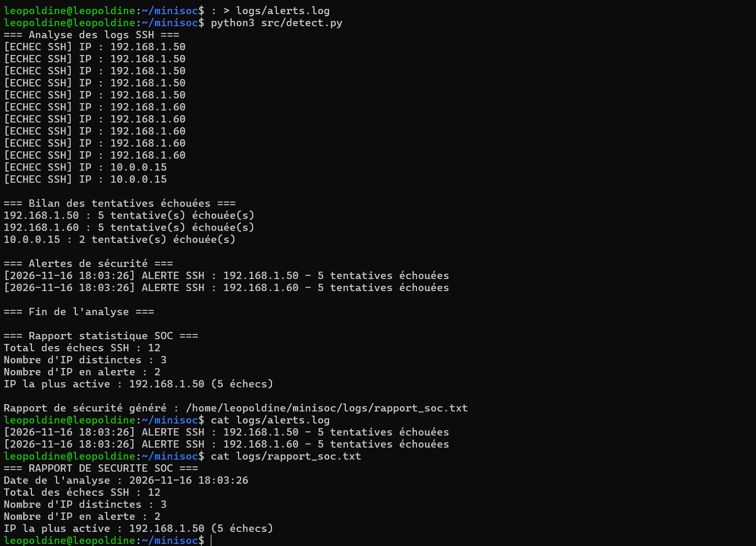 leopoldine@leopoldine:~/minisoc$ : > logs/alerts.log
leopoldine@leopoldine:~/minisoc$ python3 src/detect.py
=== Analyse des logs SSH ===
[ECHEC SSH] IP : 192.168.1.50
[ECHEC SSH] IP : 192.168.1.50
[ECHEC SSH] IP : 192.168.1.50
[ECHEC SSH] IP : 192.168.1.50
[ECHEC SSH] IP : 192.168.1.50
[ECHEC SSH] IP : 192.168.1.60
[ECHEC SSH] IP : 192.168.1.60
[ECHEC SSH] IP : 192.168.1.60
[ECHEC SSH] IP : 192.168.1.60
[ECHEC SSH] IP : 192.168.1.60
[ECHEC SSH] IP : 10.0.0.15
[ECHEC SSH] IP : 10.0.0.15

=== Bilan des tentatives échouées ===
192.168.1.50 : 5 tentative(s) échouée(s)
192.168.1.60 : 5 tentative(s) échouée(s)
10.0.0.15 : 2 tentative(s) échouée(s)

=== Alertes de sécurité ===
[2026-11-16 18:03:26] ALERTE SSH : 192.168.1.50 - 5 tentatives échouées
[2026-11-16 18:03:26] ALERTE SSH : 192.168.1.60 - 5 tentatives échouées

=== Fin de l'analyse ===

=== Rapport statistique SOC ===
Total des échecs SSH : 12
Nombre d'IP distinctes : 3
Nombre d'IP en alerte : 2
IP la plus active : 192.168.1.50 (5 échecs)

Rapport de sécurité généré : /home/leopoldine/minisoc/logs/rapport_soc.txt
leopoldine@leopoldine:~/minisoc$ cat logs/alerts.log
[2026-11-16 18:03:26] ALERTE SSH : 192.168.1.50 - 5 tentatives échouées
[2026-11-16 18:03:26] ALERTE SSH : 192.168.1.60 - 5 tentatives échouées
leopoldine@leopoldine:~/minisoc$ cat logs/rapport_soc.txt
=== RAPPORT DE SECURITE SOC ===
Date de l'analyse : 2026-11-16 18:03:26
Total des échecs SSH : 12
Nombre d'IP distinctes : 3
Nombre d'IP en alerte : 2
IP la plus active : 192.168.1.50 (5 échecs)
leopoldine@leopoldine:~/minisoc$